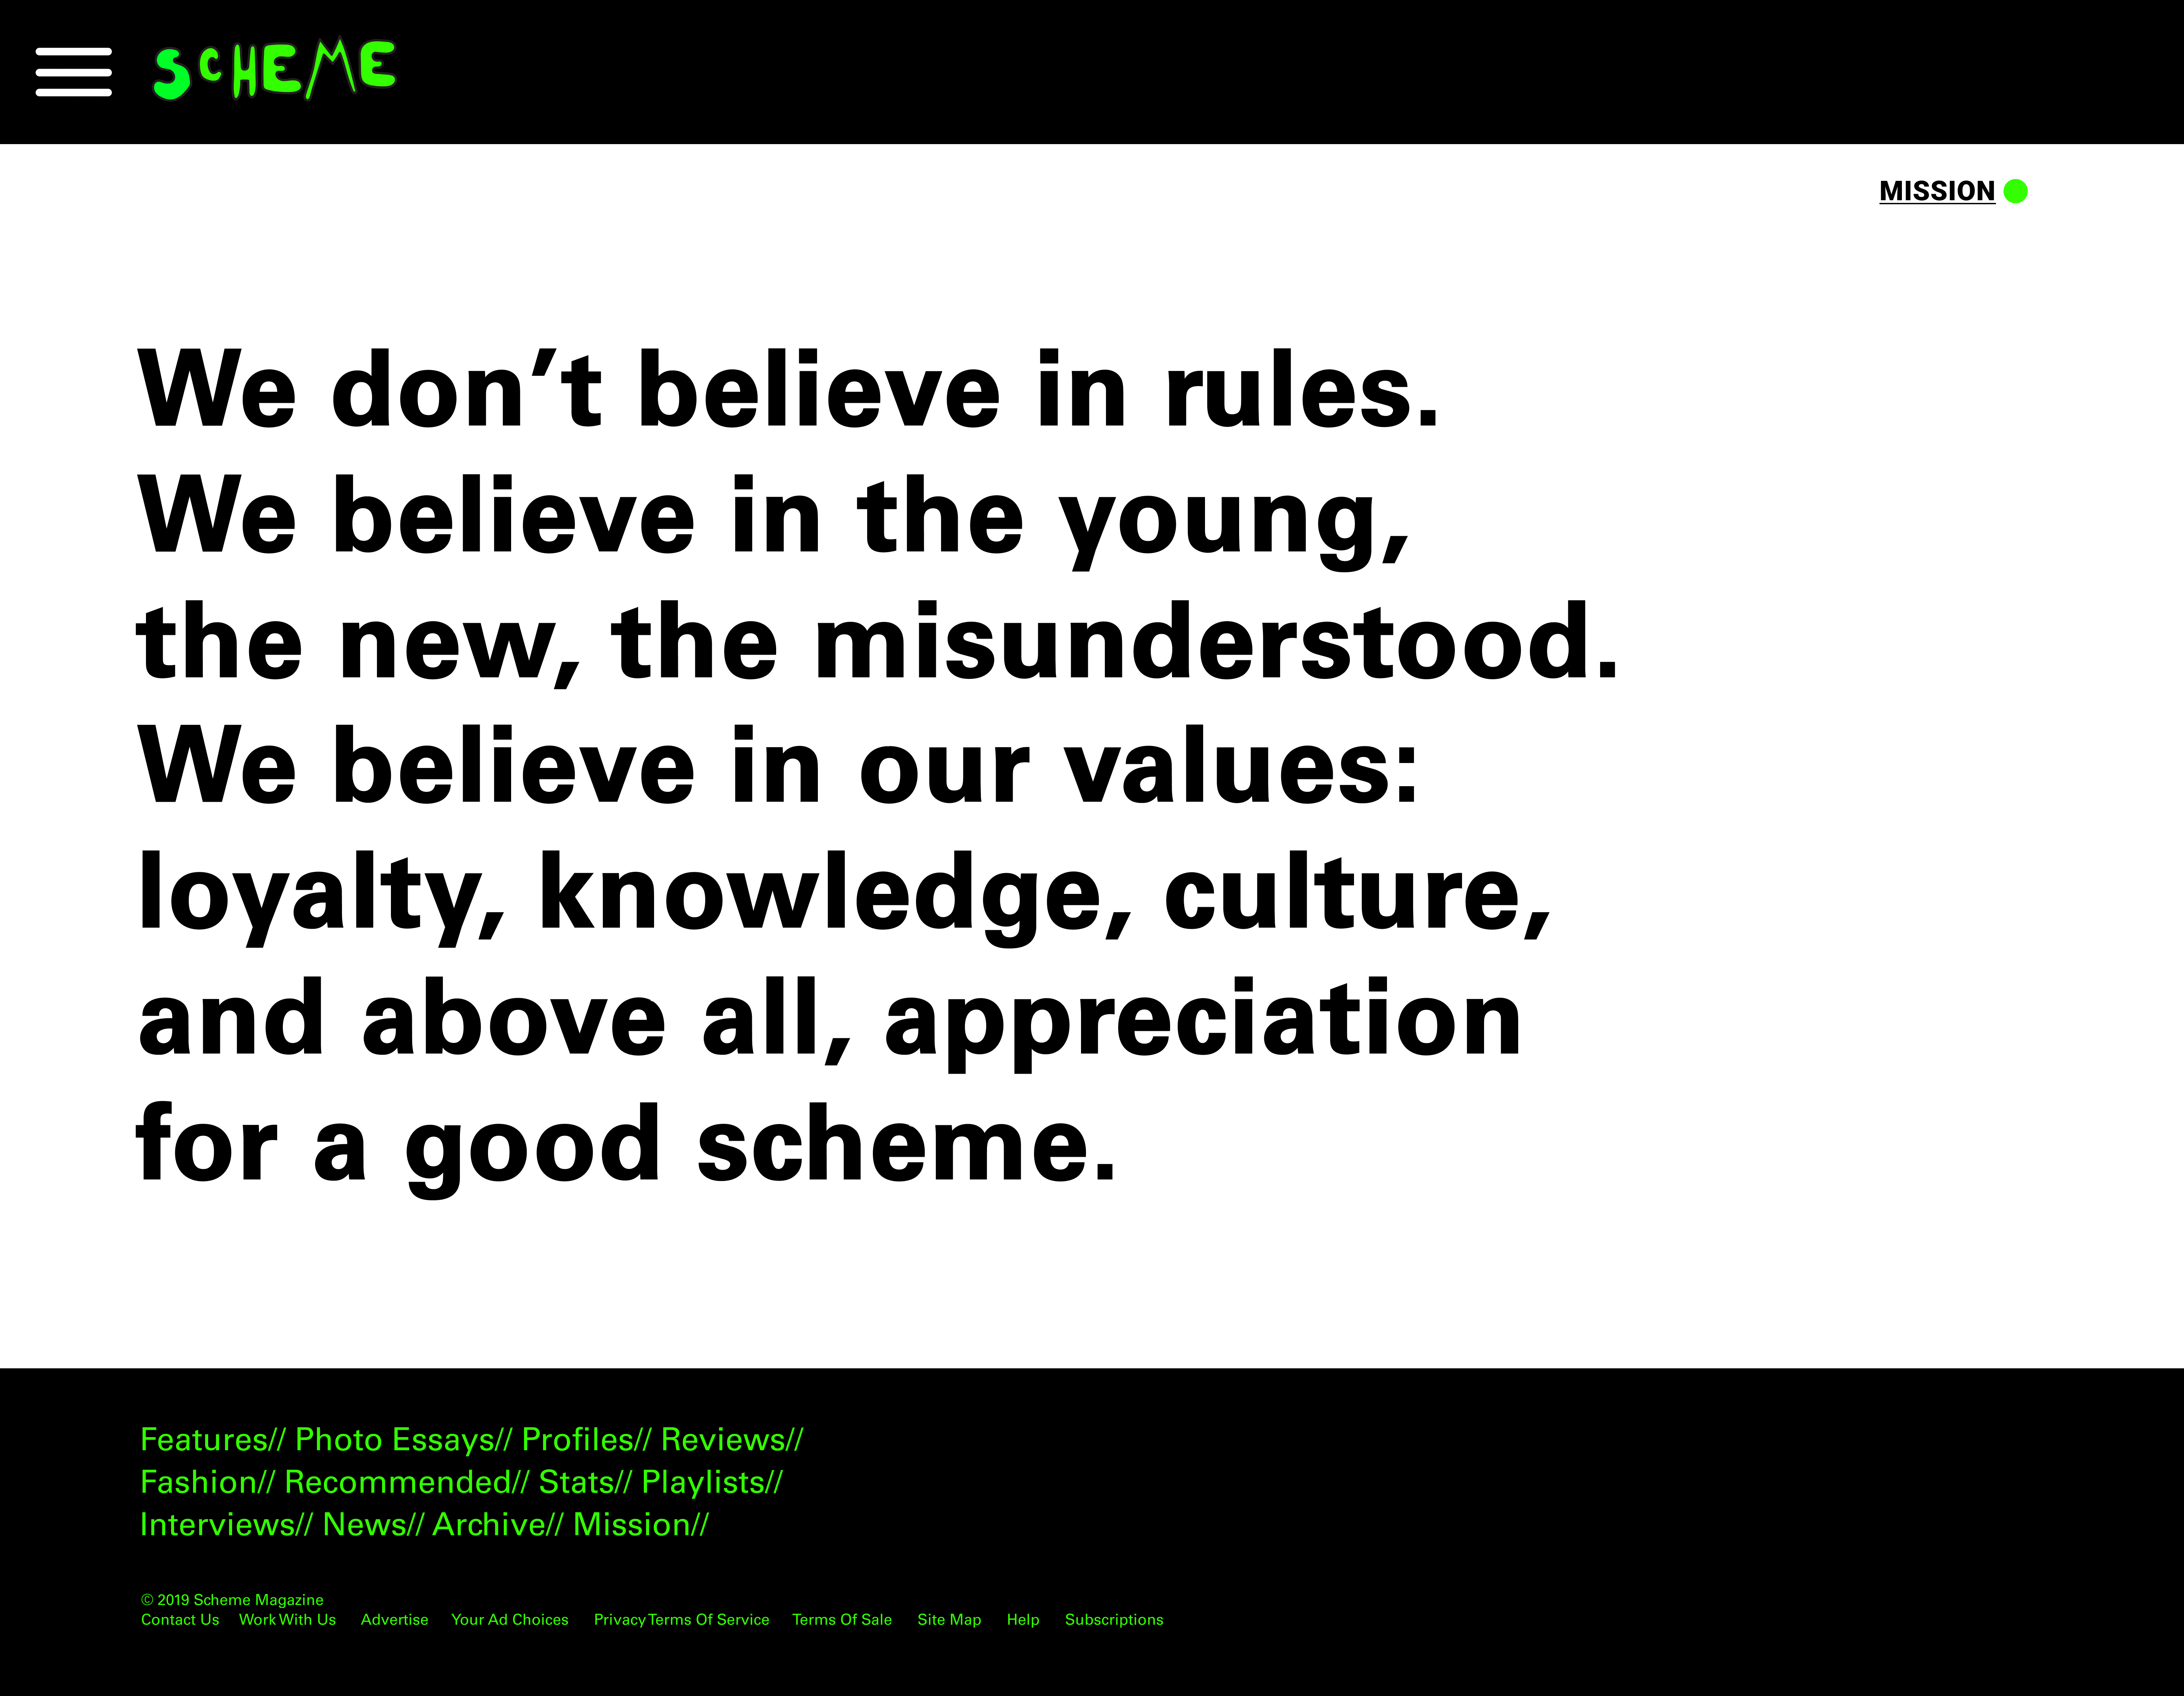 SCHEME
MISSION
We don’t believe in rules.
We believe in the young,
the new, the misunderstood.
We believe in our values:
loyalty, knowledge, culture,
and above all, appreciation
for a good scheme.
Features// Photo Essays// Profiles// Reviews//
Fashion// Recommended// Stats// Playlists//
Interviews// News// Archive// Mission//
© 2019 Scheme Magazine
Contact Us Work With Us Advertise Your Ad Choices Privacy Terms Of Service Terms Of Sale Site Map Help Subscriptions